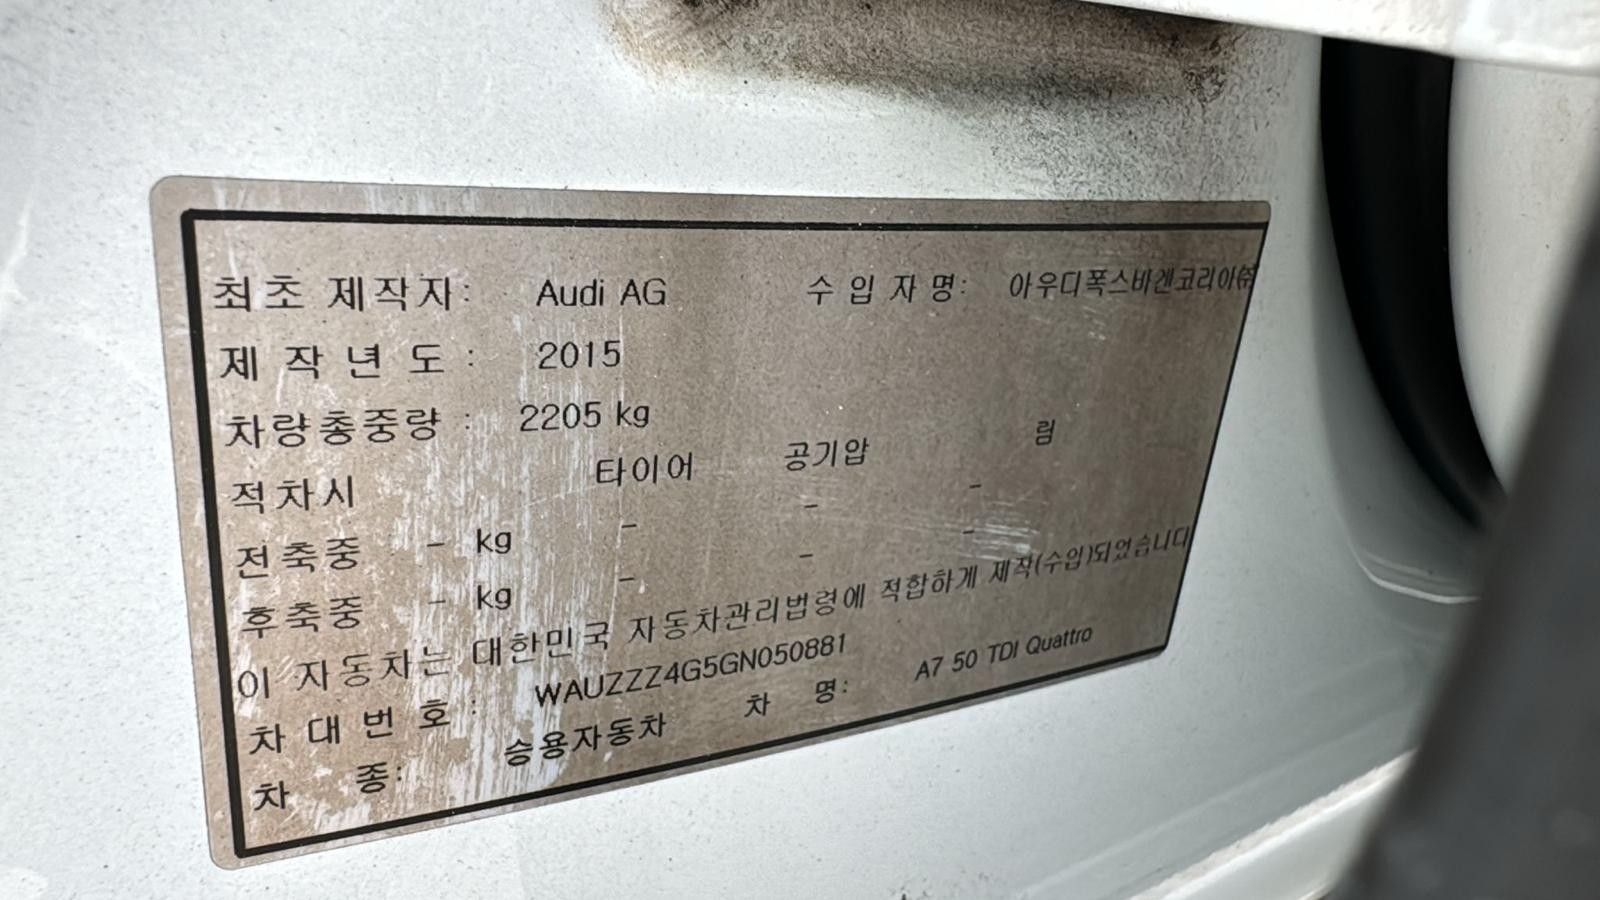 최초 제작자: Audi AG 수 입 자 명: 아우디폭스바겐코리아㈜
제 작 년 도 : 2015
차량총중량 : 2205 kg
적차시 타이어 공기압 림
전축중 - kg - - -
후축중 - kg - - -
이 자동차는 대한민국 자동차관리법령에 적합하게 제작(수입)되었습니다
차 대 번 호 : WAUZZZ4G5GN050881
차 종: 승용자동차 차 명: A7 50 TDI Quattro